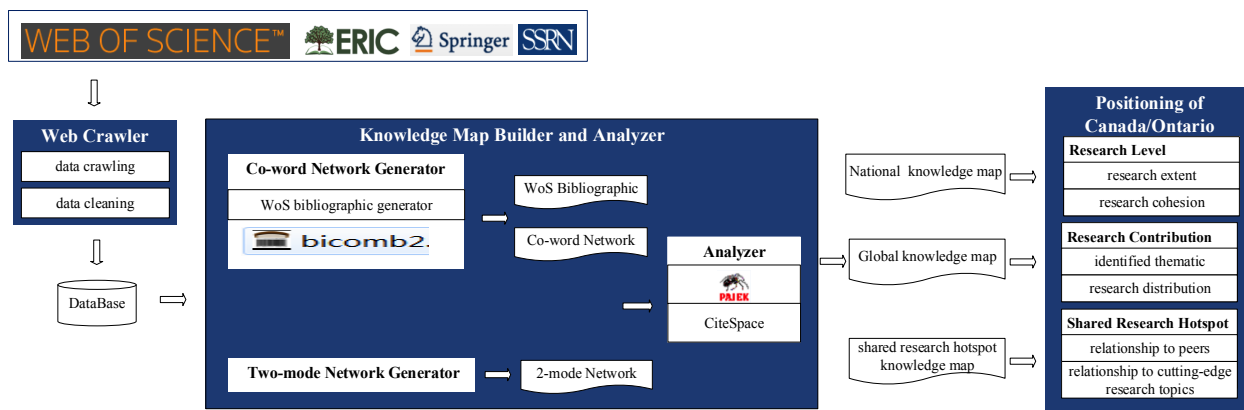 WEB OF SCIENCE™
ERIC
Springer
SSRN
Web Crawler
data crawling
data cleaning
DataBase
Knowledge Map Builder and Analyzer
Co-word Network Generator
WoS bibliographic generator
bicomb2.
WoS Bibliographic
Co-word Network
Analyzer
PAJEK
CiteSpace
Two-mode Network Generator
2-mode Network
National knowledge map
Global knowledge map
shared research hotspot
knowledge map
Positioning of
Canada/Ontario
Research Level
research extent
research cohesion
Research Contribution
identified thematic
research distribution
Shared Research Hotspot
relationship to peers
relationship to cutting-edge
research topics